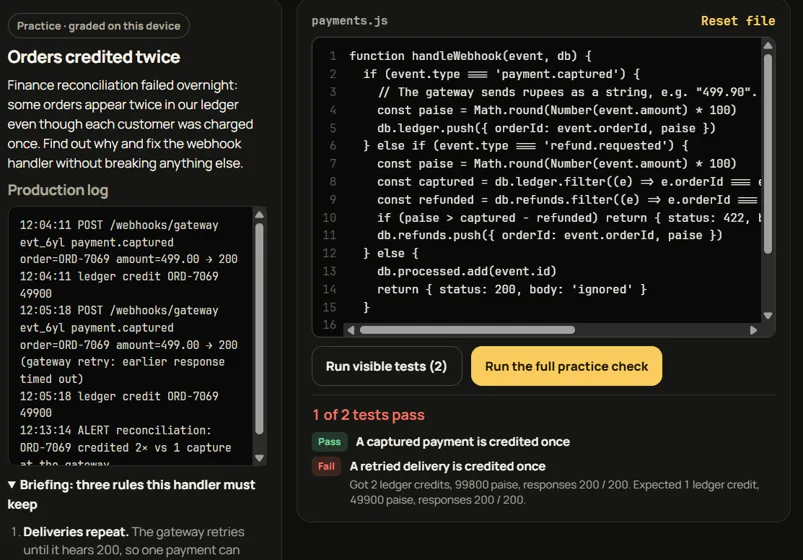 Practice · graded on this device
Orders credited twice
Finance reconciliation failed overnight:
some orders appear twice in our ledger
even though each customer was charged
once. Find out why and fix the webhook
handler without breaking anything else.
Production log
12:04:11 POST /webhooks/gateway
evt_6yl payment.captured
order=ORD-7069 amount=499.00 → 200
12:04:11 ledger credit ORD-7069
49900
12:05:18 POST /webhooks/gateway
evt_6yl payment.captured
order=ORD-7069 amount=499.00 → 200
(gateway retry: earlier response
timed out)
12:05:18 ledger credit ORD-7069
49900
12:13:14 ALERT reconciliation:
ORD-7069 credited 2× vs 1 capture
at the gateway
▼ Briefing: three rules this handler must
keep
1. Deliveries repeat. The gateway retries
until it hears 200, so one payment can
payments.js
Reset file
1 function handleWebhook(event, db) {
2 if (event.type === 'payment.captured') {
3 // The gateway sends rupees as a string, e.g. "499.90".
4 const paise = Math.round(Number(event.amount) * 100)
5 db.ledger.push({ orderId: event.orderId, paise })
6 } else if (event.type === 'refund.requested') {
7 const paise = Math.round(Number(event.amount) * 100)
8 const captured = db.ledger.filter((e) => e.orderId === e
9 const refunded = db.refunds.filter((e) => e.orderId ===
10 if (paise > captured - refunded) return { status: 422, b
11 db.refunds.push({ orderId: event.orderId, paise })
12 } else {
13 db.processed.add(event.id)
14 return { status: 200, body: 'ignored' }
15 }
16
Run visible tests (2)
Run the full practice check
1 of 2 tests pass
Pass A captured payment is credited once
Fail A retried delivery is credited once
Got 2 ledger credits, 99800 paise, responses 200 / 200. Expected 1 ledger credit,
49900 paise, responses 200 / 200.